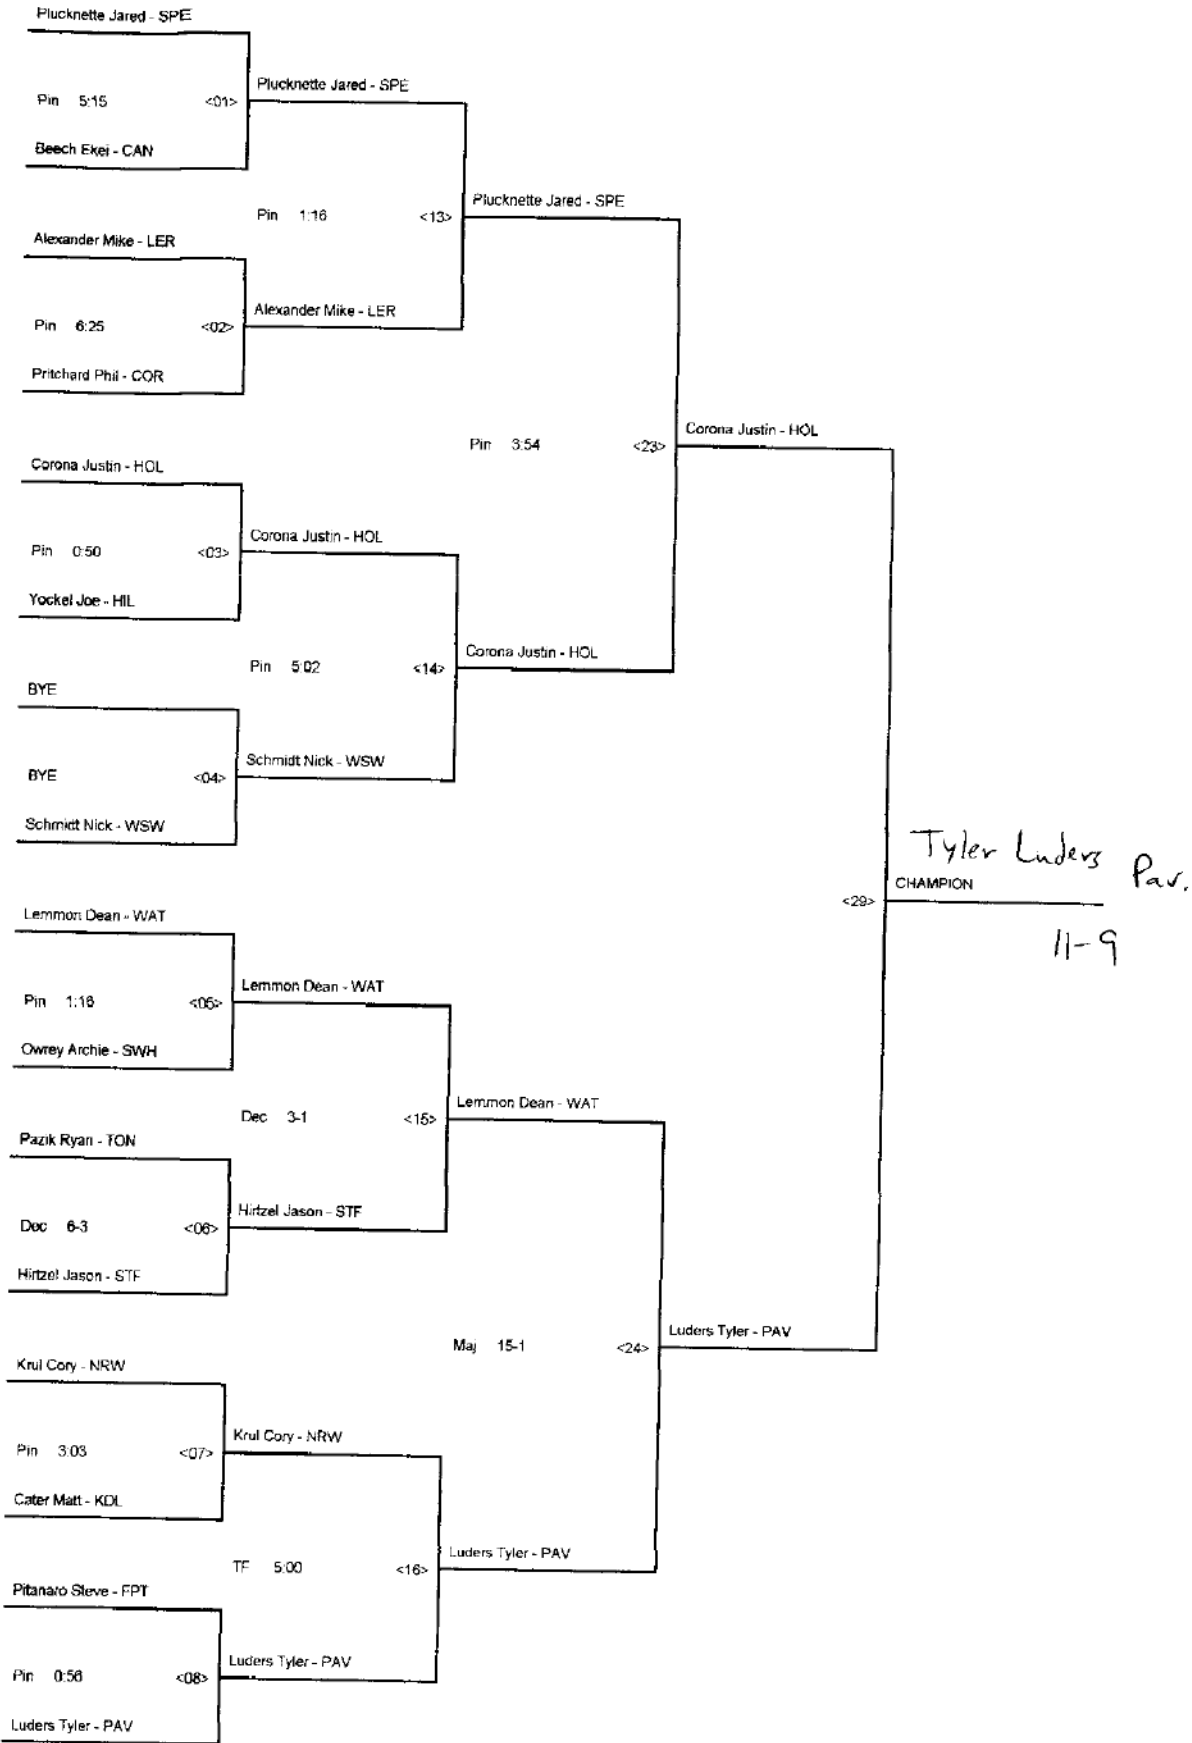 Plucknette Jared - SPE
Pin 5:15 <01>
Beech Ekei - CAN
Plucknette Jared - SPE
Pin 1:16 <13>
Alexander Mike - LER
Pin 6:25 <02>
Pritchard Phil - COR
Alexander Mike - LER
Plucknette Jared - SPE
Pin 3:54 <23>
Corona Justin - HOL
Pin 0:50 <03>
Yockel Joe - HIL
Corona Justin - HOL
Pin 5:02 <14>
BYE
BYE <04>
Schmidt Nick - WSW
Schmidt Nick - WSW
Corona Justin - HOL
Corona Justin - HOL
Tyler Luders Pav.
<29> CHAMPION
11-9
Lemmon Dean - WAT
Pin 1:16 <05>
Owrey Archie - SWH
Lemmon Dean - WAT
Dec 3-1 <15>
Pazik Ryan - TON
Dec 6-3 <06>
Hirtzel Jason - STF
Hirtzel Jason - STF
Lemmon Dean - WAT
Maj 15-1 <24>
Luders Tyler - PAV
Krul Cory - NRW
Pin 3:03 <07>
Cater Matt - KDL
Krul Cory - NRW
TF 5:00 <16>
Luders Tyler - PAV
Pitanaro Steve - FPT
Pin 0:56 <08>
Luders Tyler - PAV
Luders Tyler - PAV